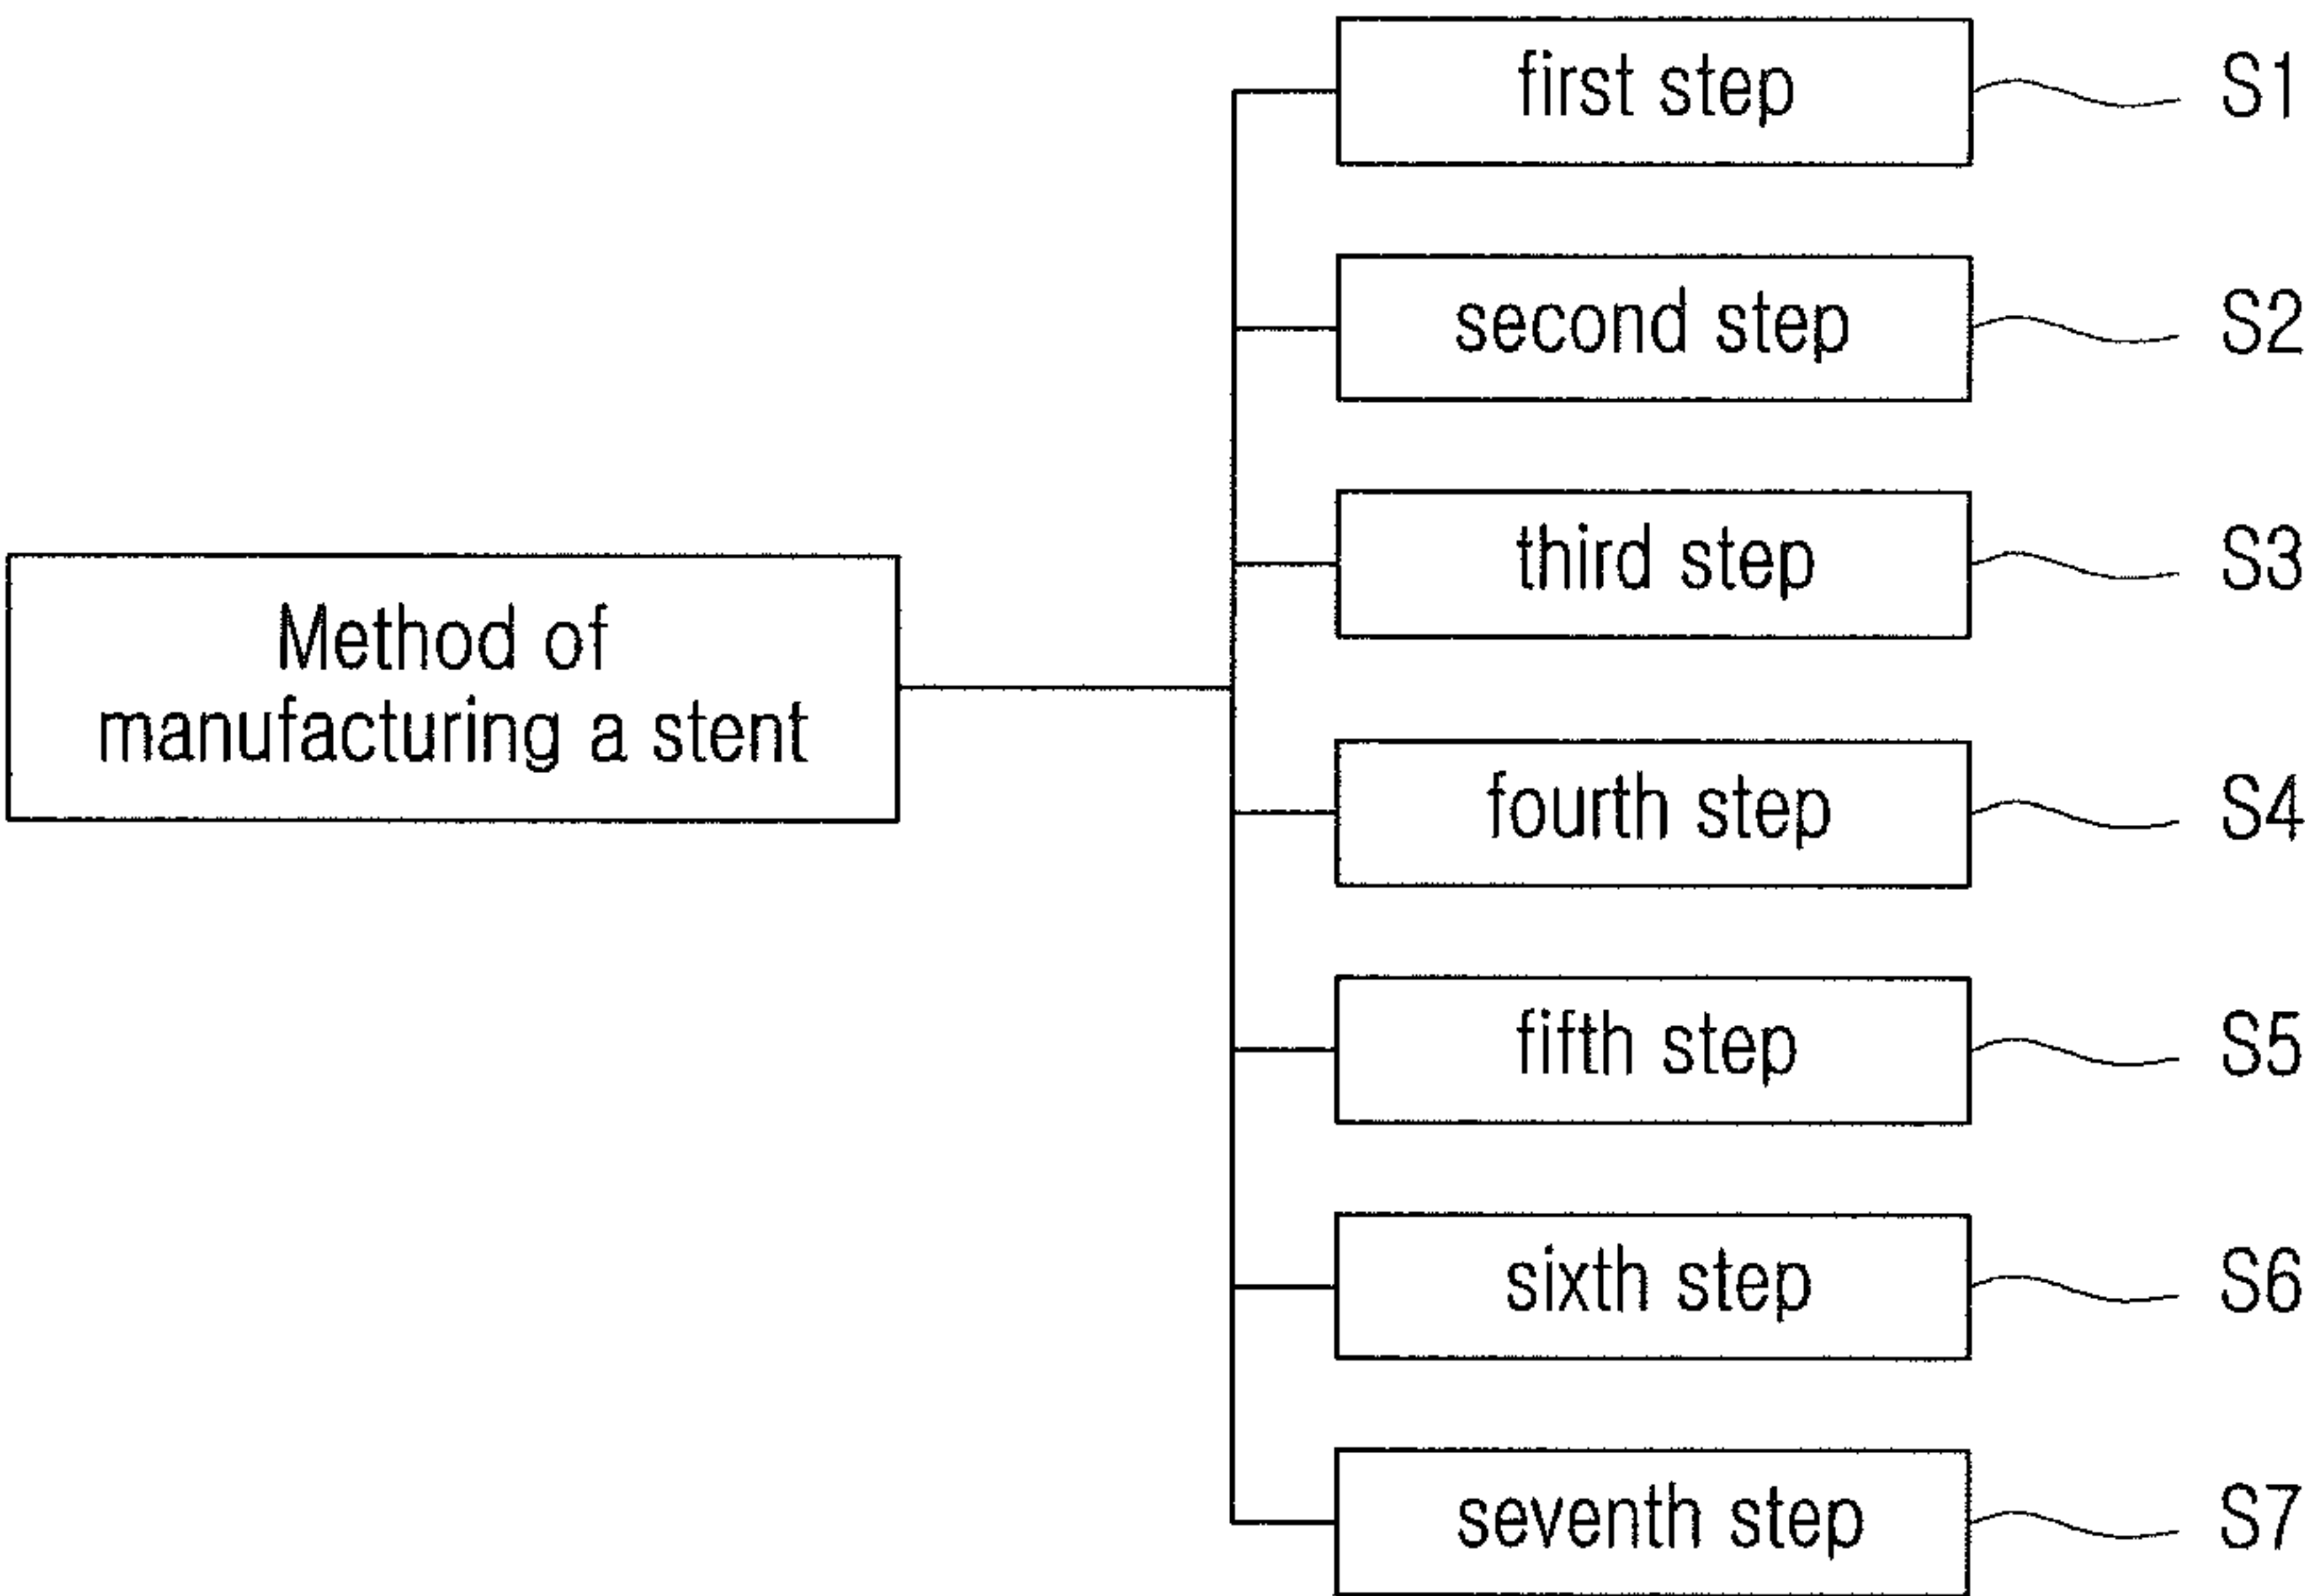 first step S1
second step S2
third step S3
Method of
manufacturing a stent
fourth step S4
fifth step S5
sixth step S6
seventh step S7